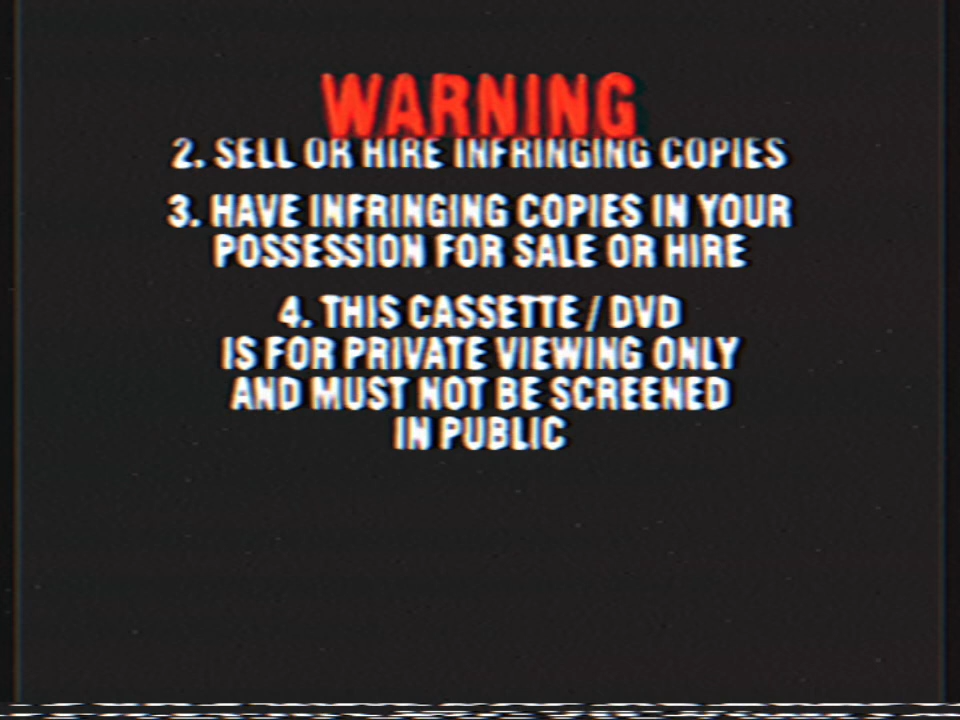 WARNING
2. SELL OR HIRE INFRINGING COPIES
3. HAVE INFRINGING COPIES IN YOUR
POSSESSION FOR SALE OR HIRE
4. THIS CASSETTE / DVD
IS FOR PRIVATE VIEWING ONLY
AND MUST NOT BE SCREENED
IN PUBLIC